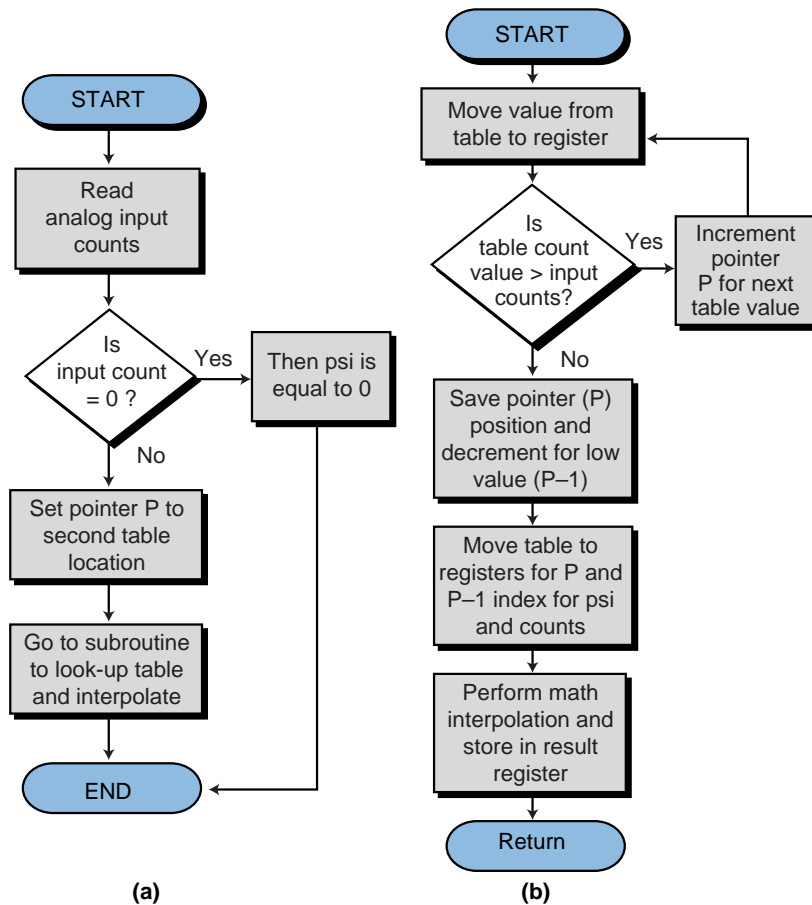 START
Read
analog input
counts
Is
input count
= 0 ?
Yes
Then psi is
equal to 0
No
Set pointer P to
second table
location
Go to subroutine
to look-up table
and interpolate
END
(a)
START
Move value from
table to register
Is
table count
value > input
counts?
Yes
Increment
pointer
P for next
table value
No
Save pointer (P)
position and
decrement for low
value (P–1)
Move table to
registers for P and
P–1 index for psi
and counts
Perform math
interpolation and
store in result
register
Return
(b)